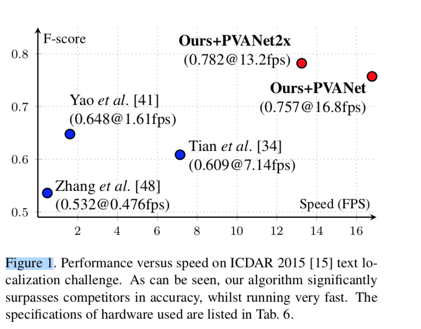 F-score
Ours+PVANet2x
(0.782@13.2fps)
0.8
Ours+PVANet
(0.757@16.8fps)
0.7
Yao et al. [41]
(0.648@1.61fps)
Tian et al. [34]
(0.609@7.14fps)
0.6
Zhang et al. [48]
(0.532@0.476fps)
Speed (FPS)
0.5
2 4 6 8 10 12 14 16
Figure 1. Performance versus speed on ICDAR 2015 [15] text lo-
calization challenge. As can be seen, our algorithm significantly
surpasses competitors in accuracy, whilst running very fast. The
specifications of hardware used are listed in Tab. 6.